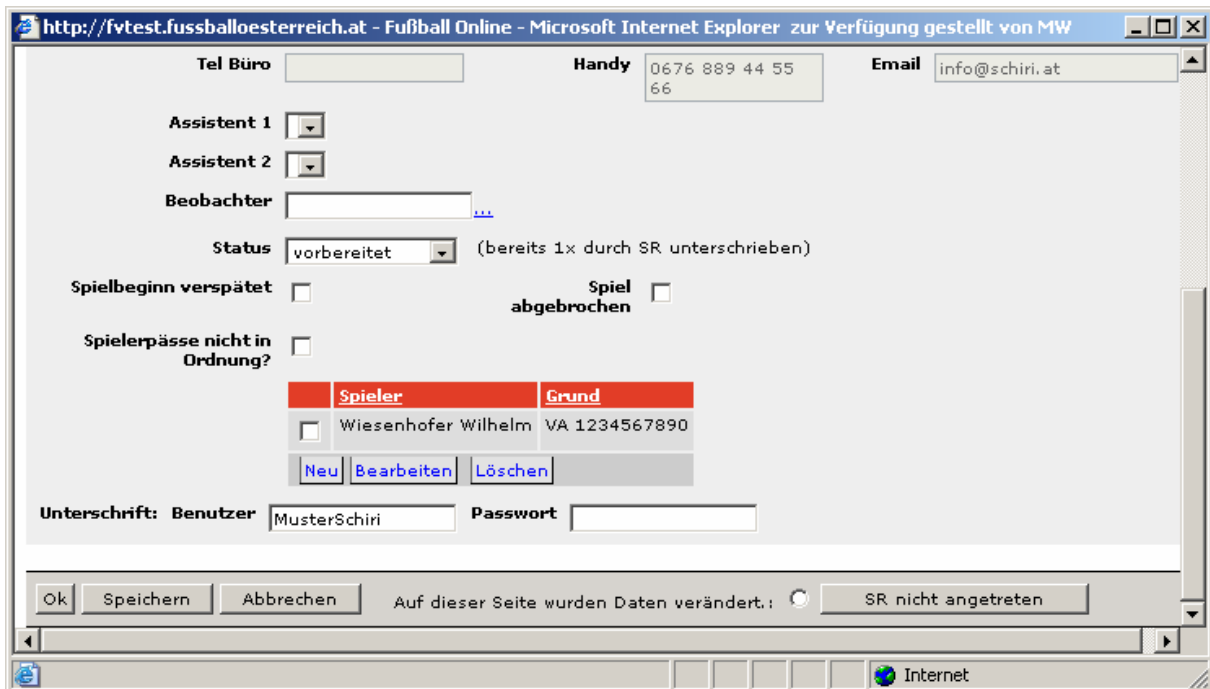 http://fvtest.fussballoesterreich.at - Fußball Online - Microsoft Internet Explorer zur Verfügung gestellt von MW
Tel Büro Handy 0676 889 44 55 Email info@schiri.at
66
Assistent 1
Assistent 2
Beobachter ...
Status vorbereitet (bereits 1x durch SR unterschrieben)
Spielbeginn verspätet Spiel
abgebrochen
Spielerpässe nicht in
Ordnung?
Spieler Grund
Wiesenhofer Wilhelm VA 1234567890
Neu Bearbeiten Löschen
Unterschrift: Benutzer MusterSchiri Passwort
Ok Speichern Abbrechen Auf dieser Seite wurden Daten verändert.: SR nicht angetreten
Internet